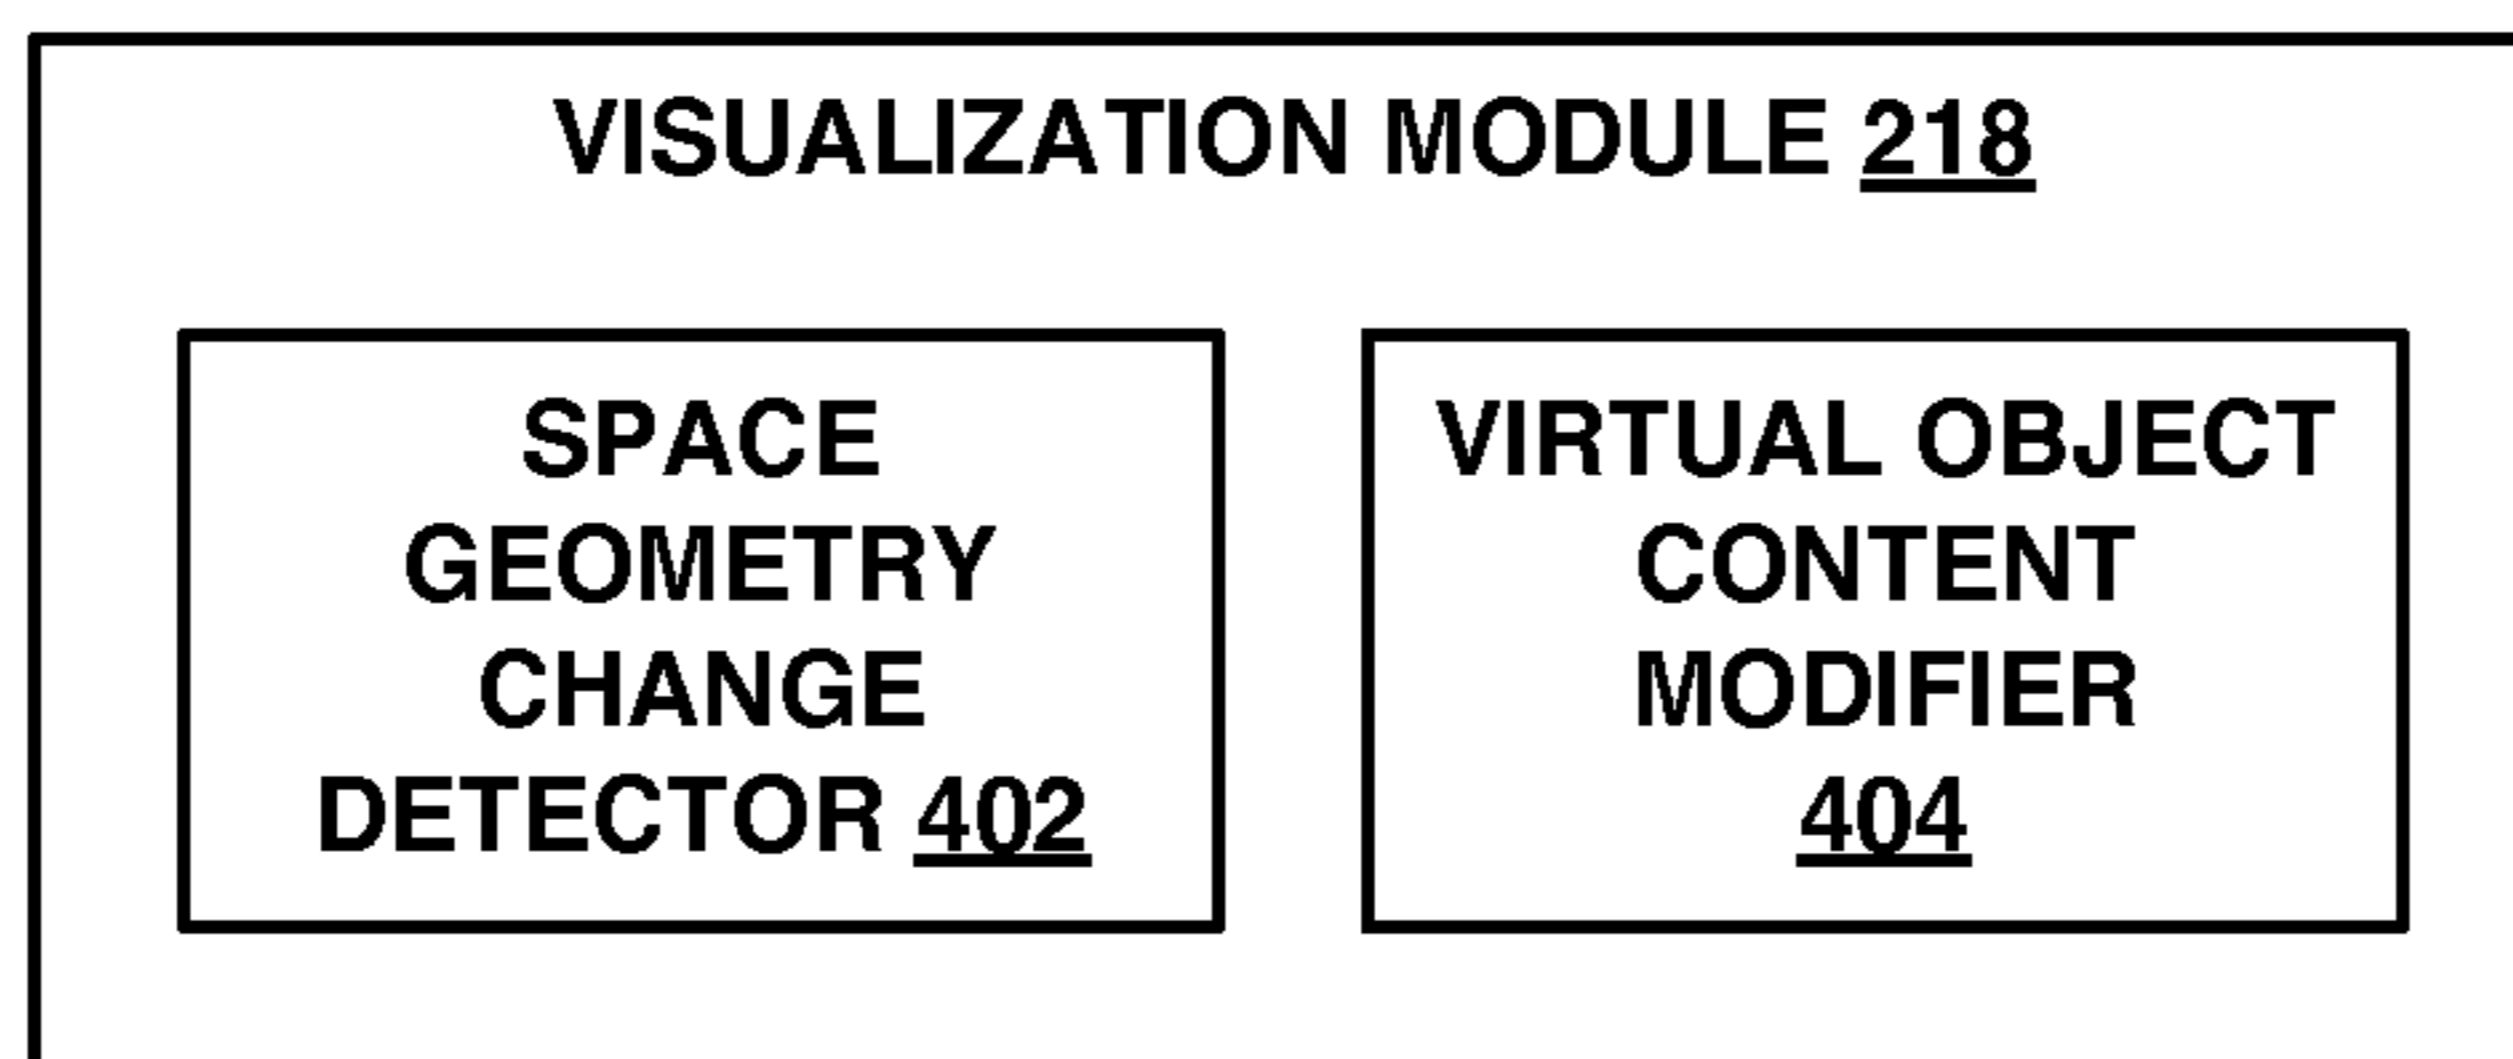 VISUALIZATION MODULE 218
SPACE
GEOMETRY
CHANGE
DETECTOR 402
VIRTUAL OBJECT
CONTENT
MODIFIER
404